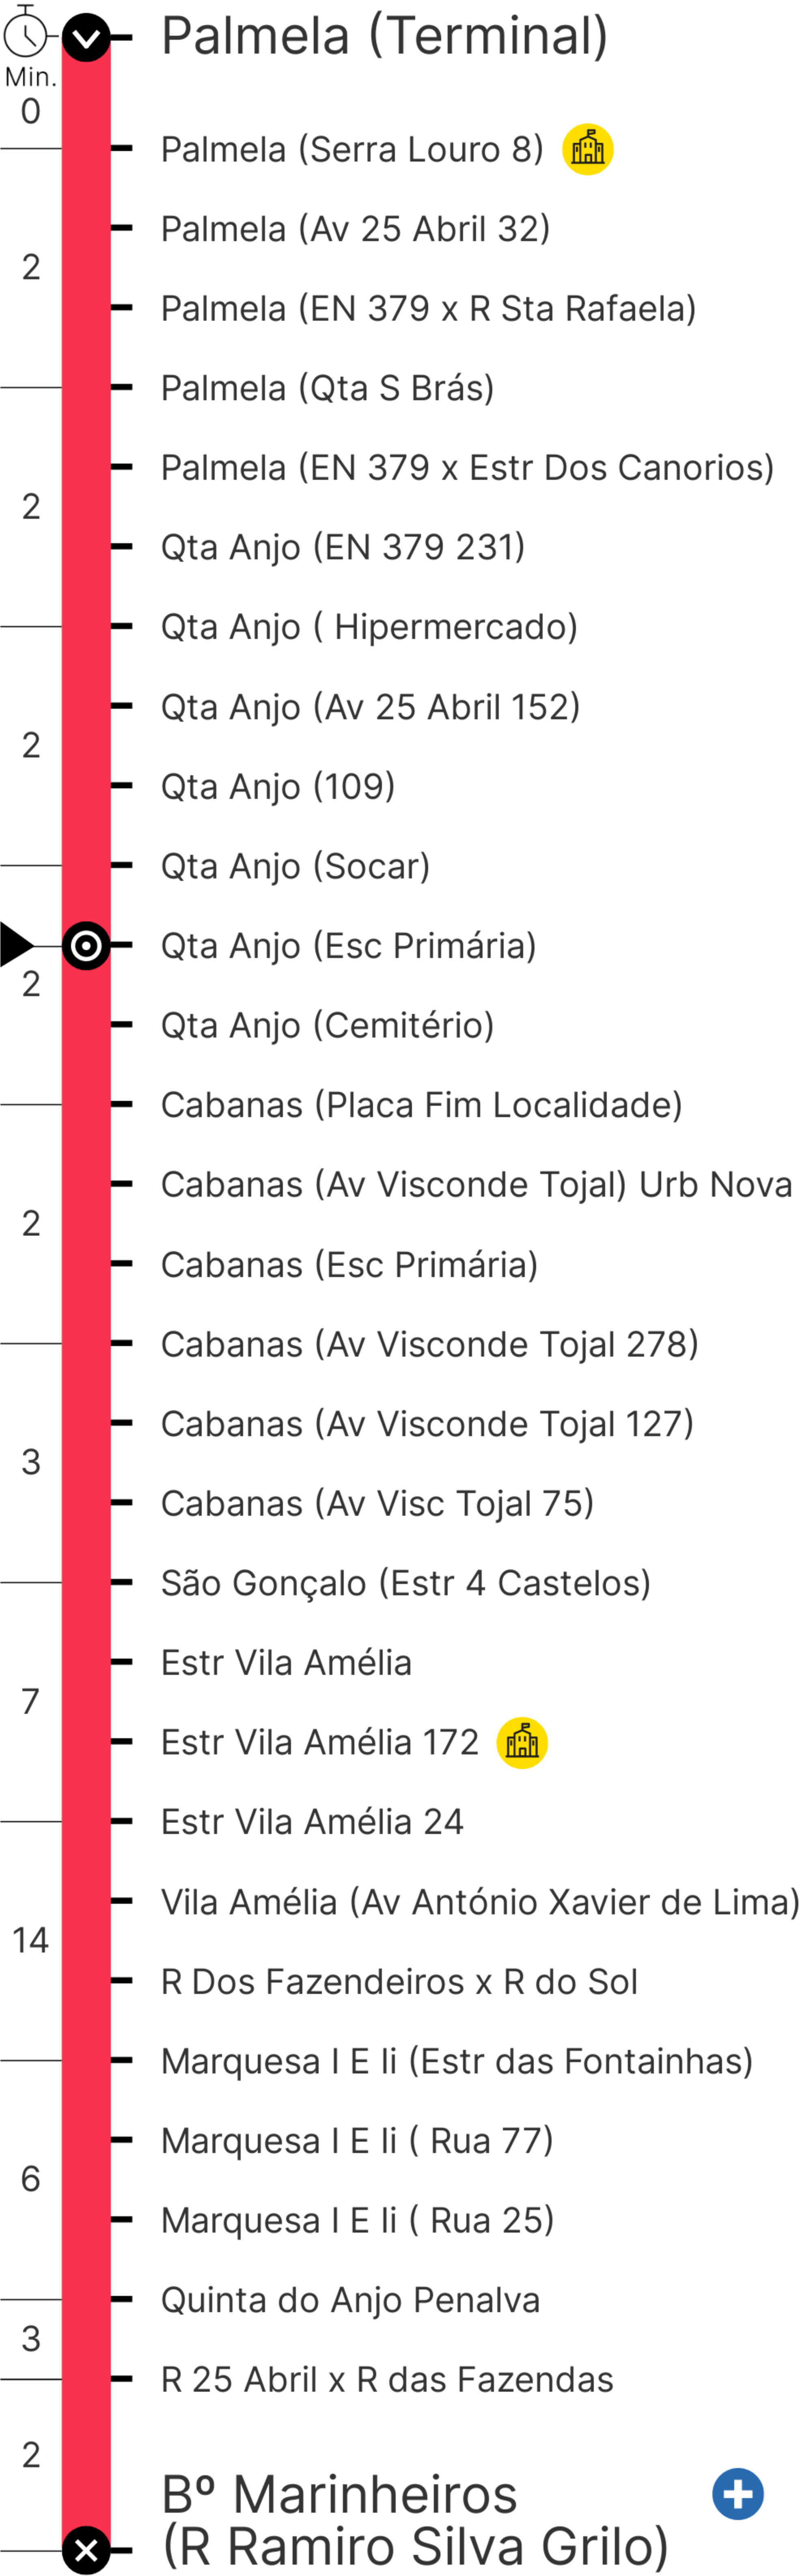 Palmela (Terminal)
Min.
0
Palmela (Serra Louro 8)
Palmela (Av 25 Abril 32)
2
Palmela (EN 379 x R Sta Rafaela)
Palmela (Qta S Brás)
Palmela (EN 379 x Estr Dos Canorios)
2
Qta Anjo (EN 379 231)
Qta Anjo ( Hipermercado)
Qta Anjo (Av 25 Abril 152)
2
Qta Anjo (109)
Qta Anjo (Socar)
Qta Anjo (Esc Primária)
2
Qta Anjo (Cemitério)
Cabanas (Placa Fim Localidade)
Cabanas (Av Visconde Tojal) Urb Nova
2
Cabanas (Esc Primária)
Cabanas (Av Visconde Tojal 278)
Cabanas (Av Visconde Tojal 127)
3
Cabanas (Av Visc Tojal 75)
São Gonçalo (Estr 4 Castelos)
Estr Vila Amélia
7
Estr Vila Amélia 172
Estr Vila Amélia 24
Vila Amélia (Av António Xavier de Lima)
14
R Dos Fazendeiros x R do Sol
Marquesa I E Ii (Estr das Fontainhas)
Marquesa I E Ii ( Rua 77)
6
Marquesa I E Ii ( Rua 25)
Quinta do Anjo Penalva
3
R 25 Abril x R das Fazendas
2
Bº Marinheiros
(R Ramiro Silva Grilo)